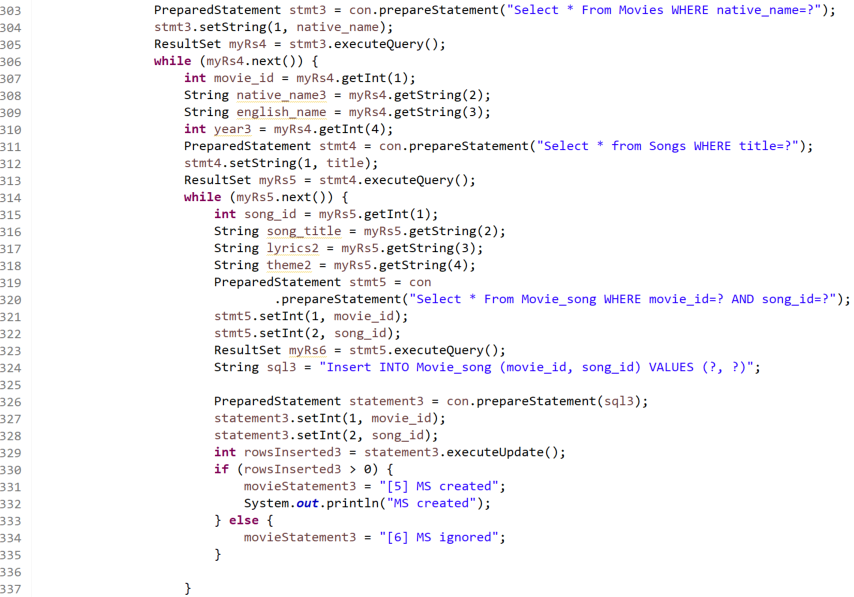 303 PreparedStatement stmt3 = con.prepareStatement("Select * From Movies WHERE native_name=?");
304 stmt3.setString(1, native_name);
305 ResultSet myRs4 = stmt3.executeQuery();
306 while (myRs4.next()) {
307 int movie_id = myRs4.getInt(1);
308 String native_name3 = myRs4.getString(2);
309 String english_name = myRs4.getString(3);
310 int year3 = myRs4.getInt(4);
311 PreparedStatement stmt4 = con.prepareStatement("Select * from Songs WHERE title=?");
312 stmt4.setString(1, title);
313 ResultSet myRs5 = stmt4.executeQuery();
314 while (myRs5.next()) {
315 int song_id = myRs5.getInt(1);
316 String song_title = myRs5.getString(2);
317 String lyrics2 = myRs5.getString(3);
318 String theme2 = myRs5.getString(4);
319 PreparedStatement stmt5 = con
320 .prepareStatement("Select * From Movie_song WHERE movie_id=? AND song_id=?");
321 stmt5.setInt(1, movie_id);
322 stmt5.setInt(2, song_id);
323 ResultSet myRs6 = stmt5.executeQuery();
324 String sql3 = "Insert INTO Movie_song (movie_id, song_id) VALUES (?, ?)";
325
326 PreparedStatement statement3 = con.prepareStatement(sql3);
327 statement3.setInt(1, movie_id);
328 statement3.setInt(2, song_id);
329 int rowsInserted3 = statement3.executeUpdate();
330 if (rowsInserted3 > 0) {
331 movieStatement3 = "[5] MS created";
332 System.out.println("MS created");
333 } else {
334 movieStatement3 = "[6] MS ignored";
335 }
336
337 }